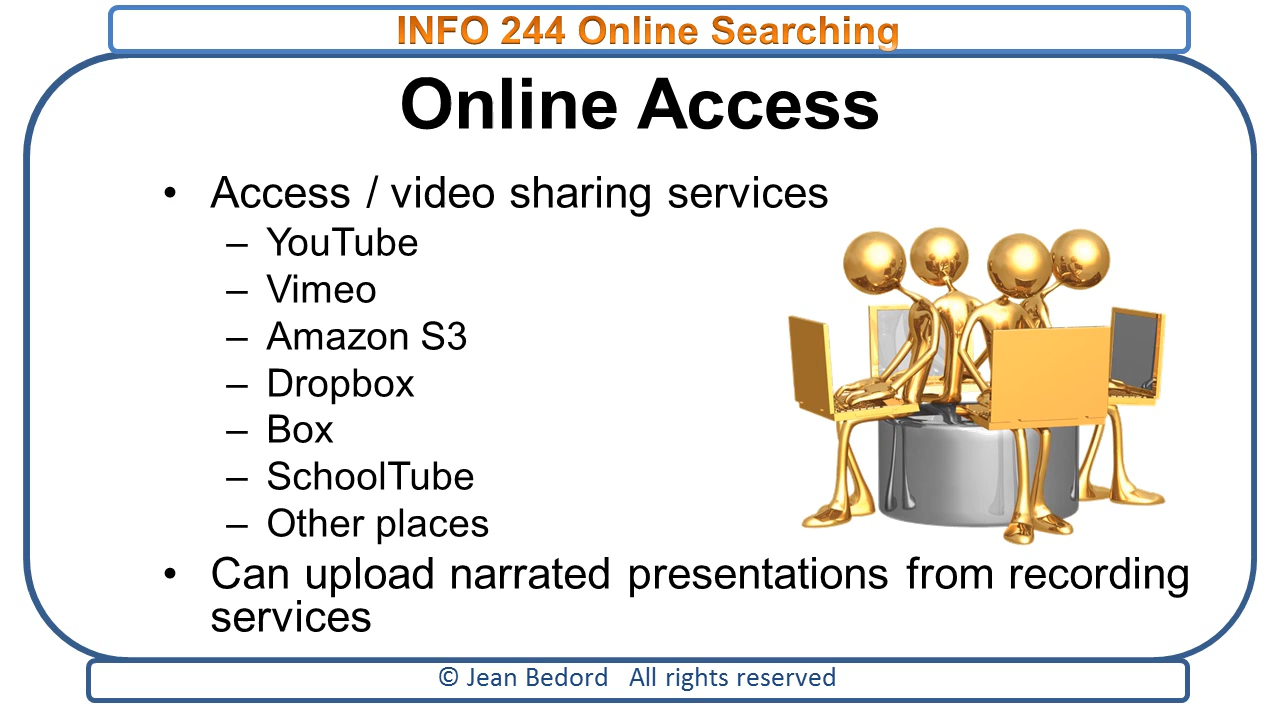 INFO 244 Online Searching
Online Access
• Access / video sharing services
– YouTube
– Vimeo
– Amazon S3
– Dropbox
– Box
– SchoolTube
– Other places
• Can upload narrated presentations from recording
services
© Jean Bedord All rights reserved